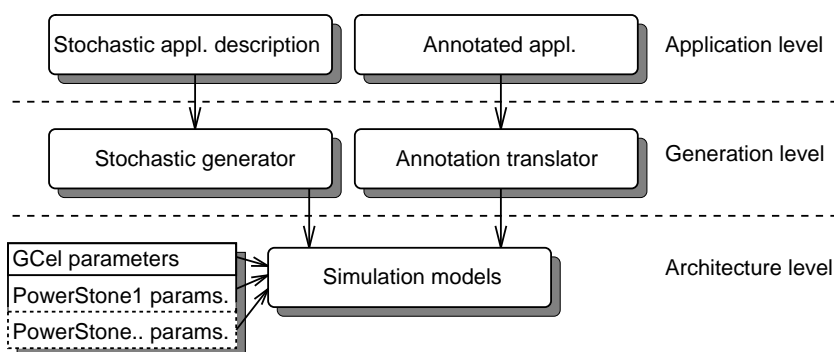 Stochastic appl. description
Annotated appl.
Application level
Stochastic generator
Annotation translator
Generation level
GCel parameters
PowerStone1 params.
PowerStone.. params.
Simulation models
Architecture level